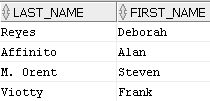 LAST_NAME FIRST_NAME
Reyes Deborah
Affinito Alan
M. Orent Steven
Viotty Frank